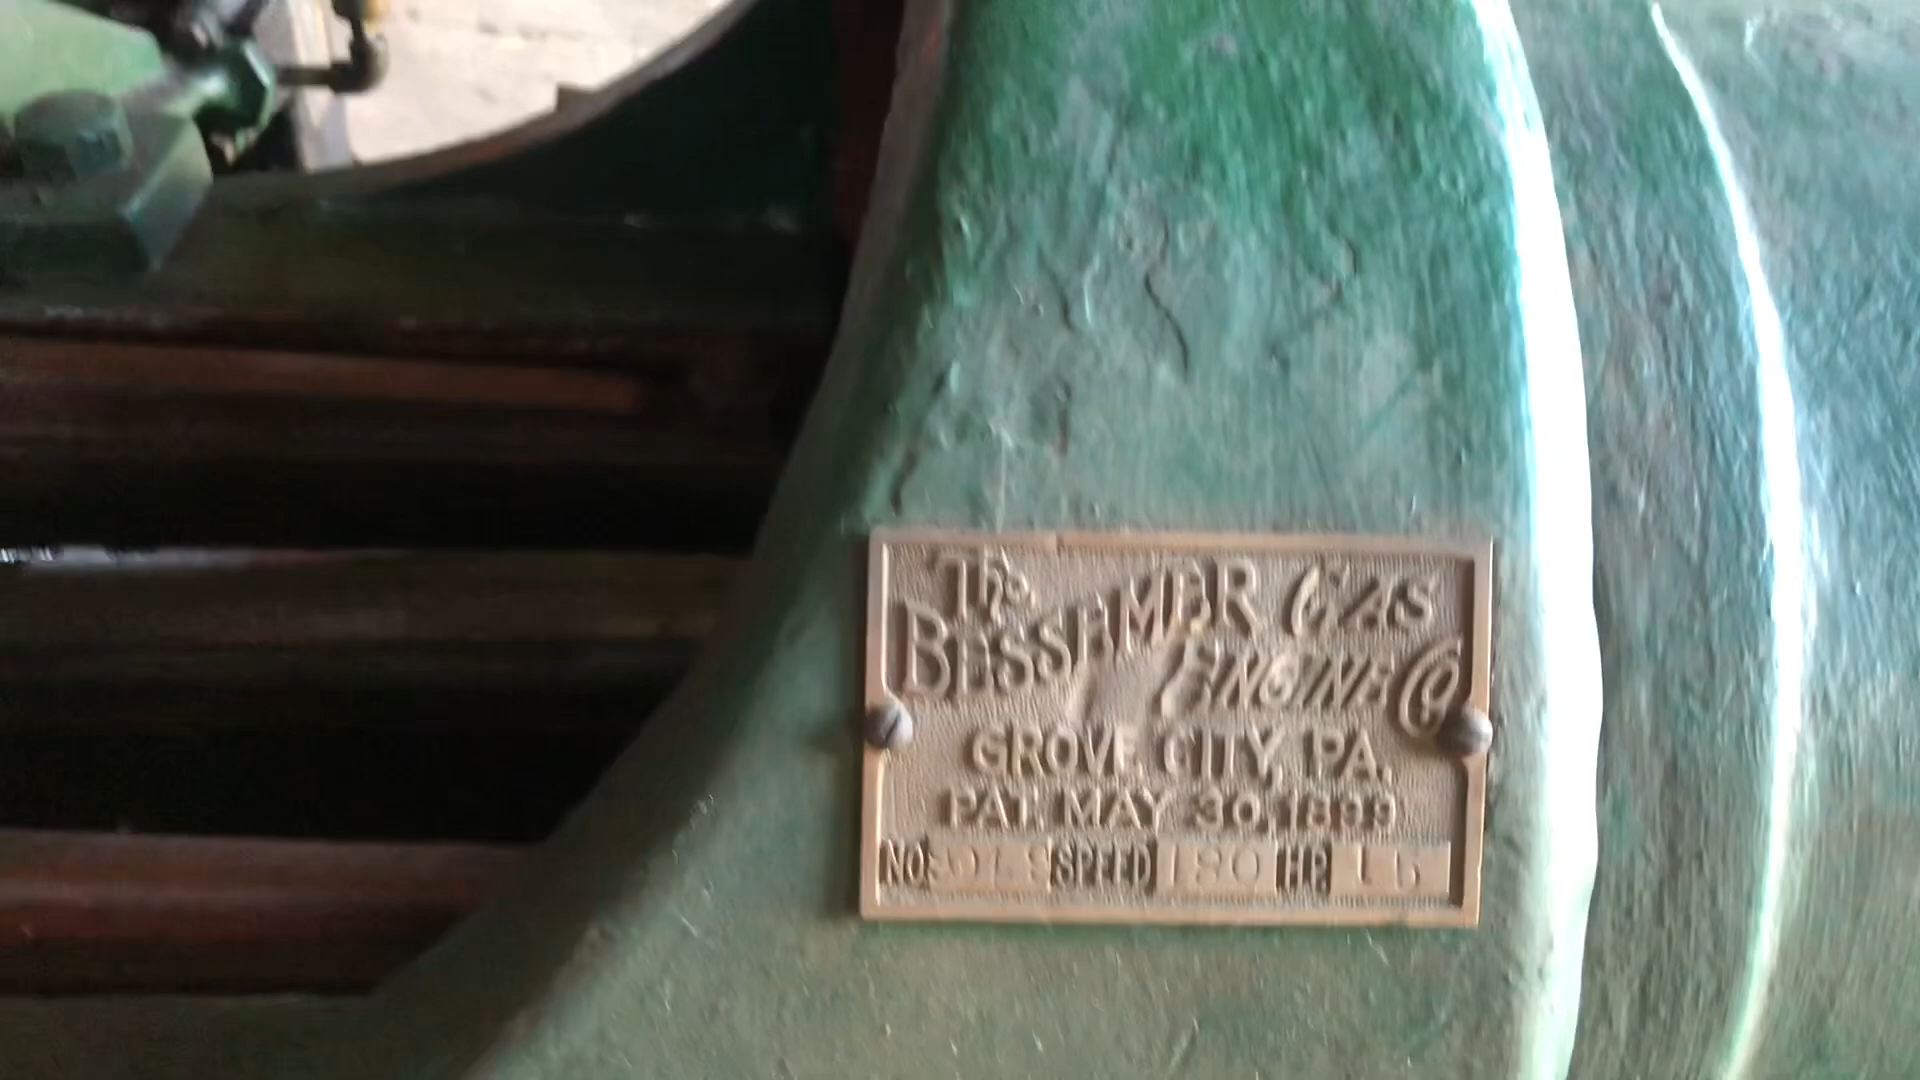 The
BESSEMER GAS
ENGINE Co
GROVE CITY, PA.
PAT. MAY 30, 1899
NO. SPEED 180 HP. 15